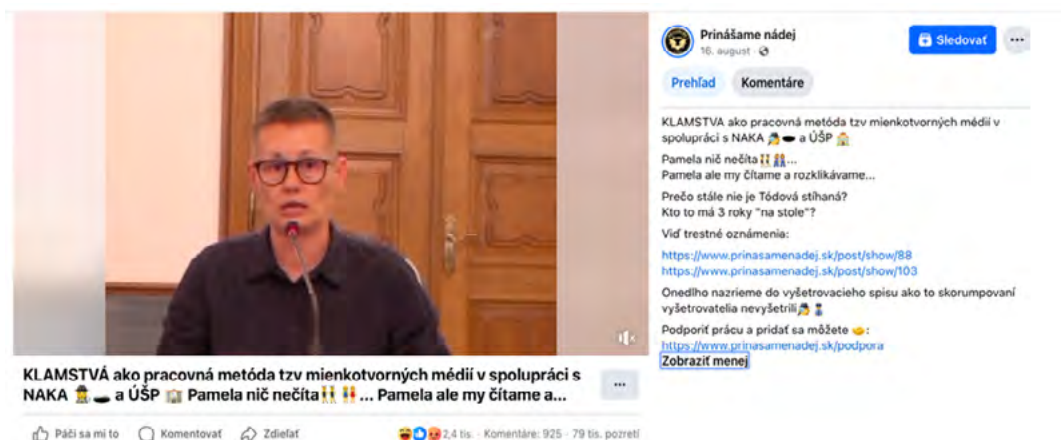 Prinášame nádej
16. august
Sledovať
Prehľad Komentáre
KLAMSTVA ako pracovná metóda tzv mienkotvorných médií v
spolupráci s NAKA 🕵️🕳️ a ÚŠP 🏫
Pamela nič nečíta👯👭...
Pamela ale my čítame a rozklikávame...
Prečo stále nie je Tódová stíhaná?
Kto to má 3 roky "na stole"?
Viď trestné oznámenia:
https://www.prinasamenadej.sk/post/show/88
https://www.prinasamenadej.sk/post/show/103
Onedlho nazrieme do vyšetrovacieho spisu ako to skorumpovaní
vyšetrovatelia nevyšetrili
Podporiť prácu a pridať sa môžete 🤝:
https://www.prinasamenadej.sk/podpora
Zobraziť menej
KLAMSTVÁ ako pracovná metóda tzv mienkotvorných médií v spolupráci s
NAKA 🕵️🕳️ a ÚŠP 🏫 Pamela nič nečíta👯👭... Pamela ale my čítame a...
Páči sa mi to Komentovať Zdieľať 2,4 tis. · Komentáre: 925 · 79 tis. pozretí